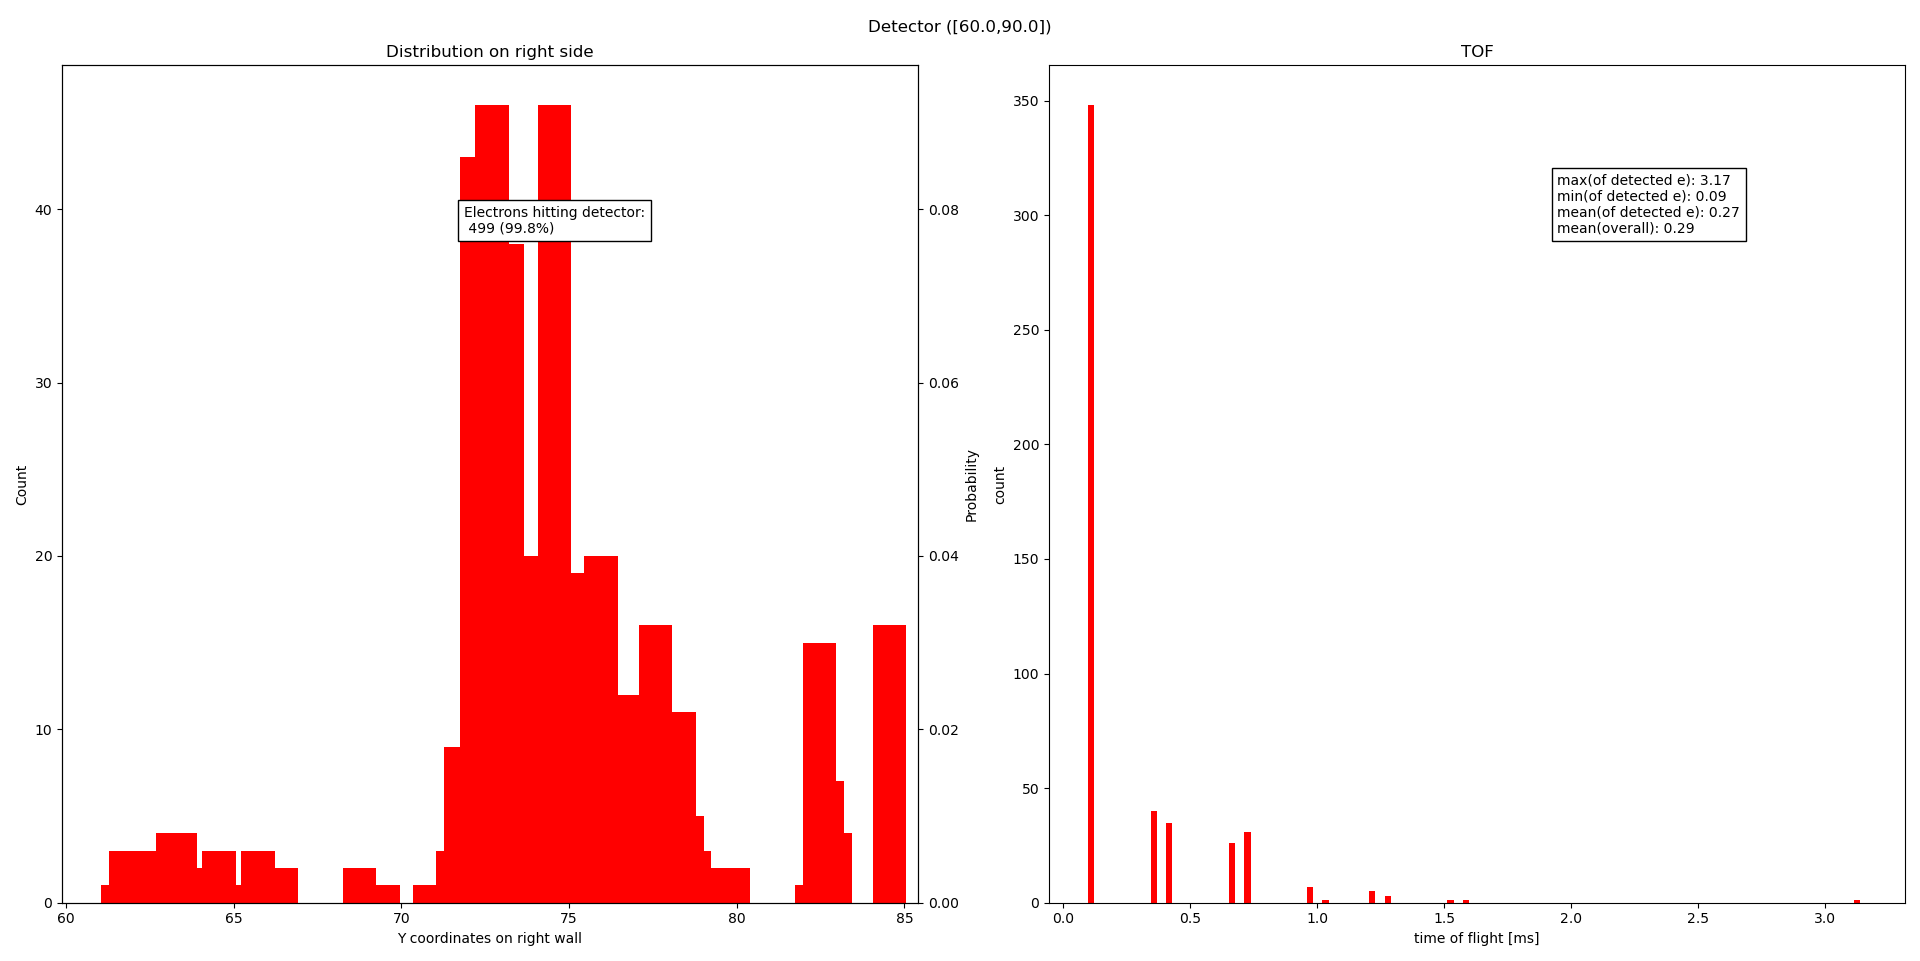 Detector ([60.0,90.0])
Distribution on right side
Count
40
30
20
10
0
60
65
70
75
80
85
Y coordinates on right wall
0.08
0.06
0.04
0.02
0.00
Probability
Electrons hitting detector:
499 (99.8%)
TOF
count
350
300
250
200
150
100
50
0
0.0
0.5
1.0
1.5
2.0
2.5
3.0
time of flight [ms]
max(of detected e): 3.17
min(of detected e): 0.09
mean(of detected e): 0.27
mean(overall): 0.29